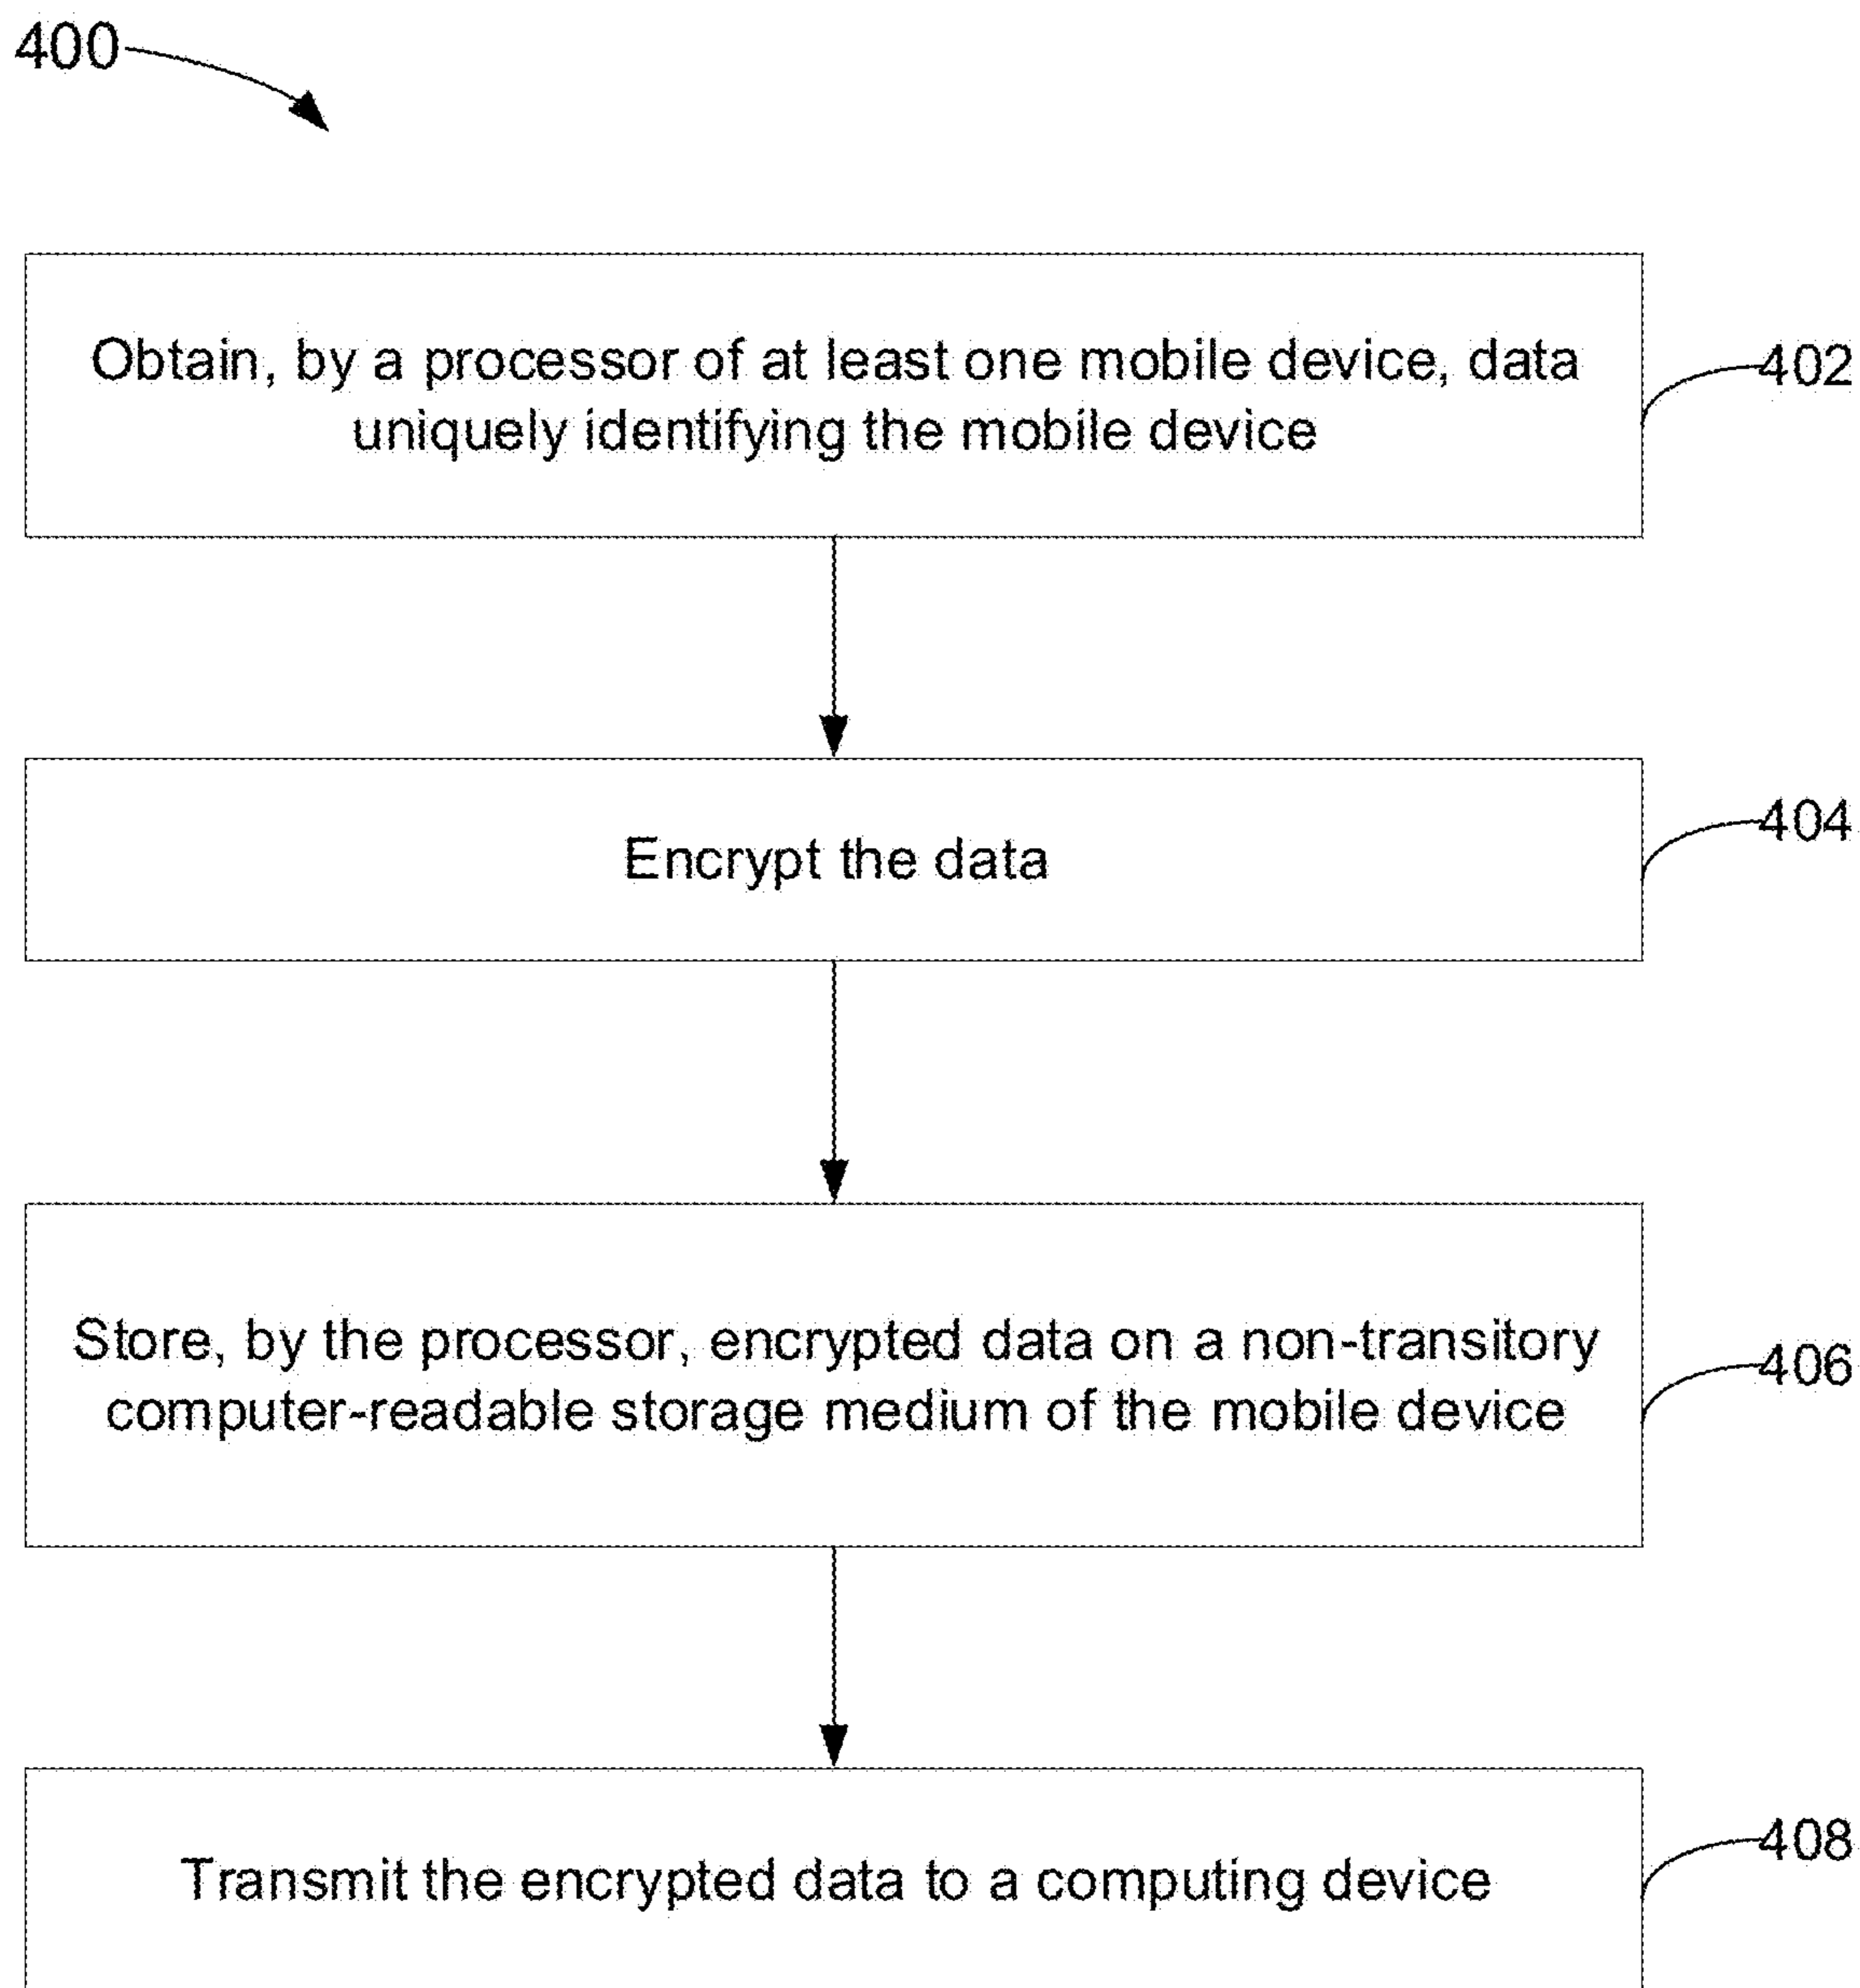 400
Obtain, by a processor of at least one mobile device, data
uniquely identifying the mobile device
402
Encrypt the data
404
Store, by the processor, encrypted data on a non-transitory
computer-readable storage medium of the mobile device
406
Transmit the encrypted data to a computing device
408